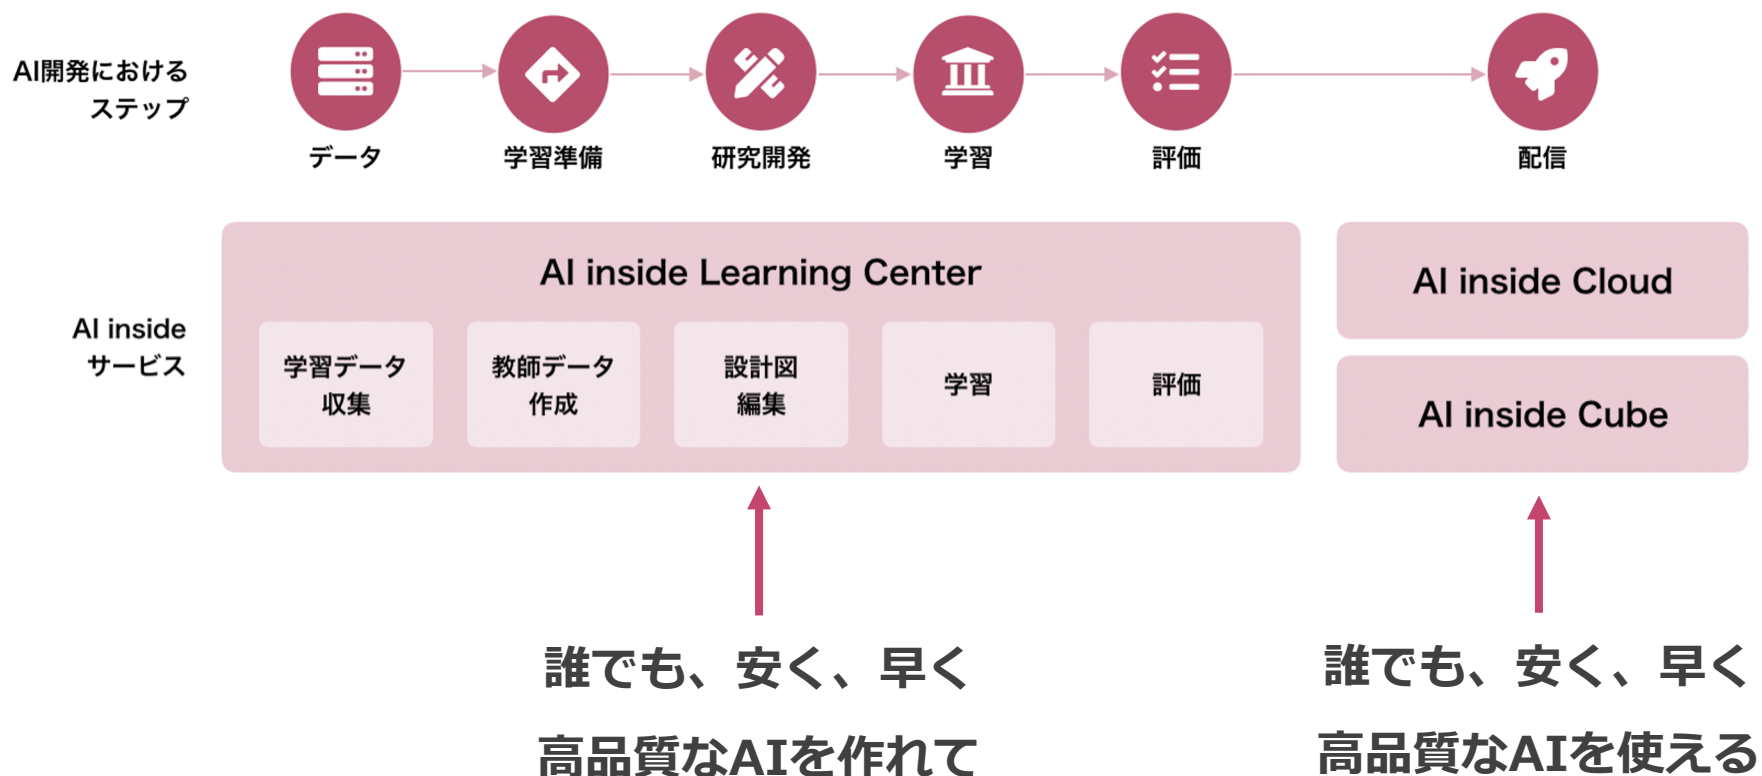 AI開発における
ステップ
データ
学習準備
研究開発
学習
評価
配信
AI inside
サービス
AI inside Learning Center
学習データ
収集
教師データ
作成
設計図
編集
学習
評価
AI inside Cloud
AI inside Cube
誰でも、安く、早く
高品質なAIを作れて
誰でも、安く、早く
高品質なAIを使える